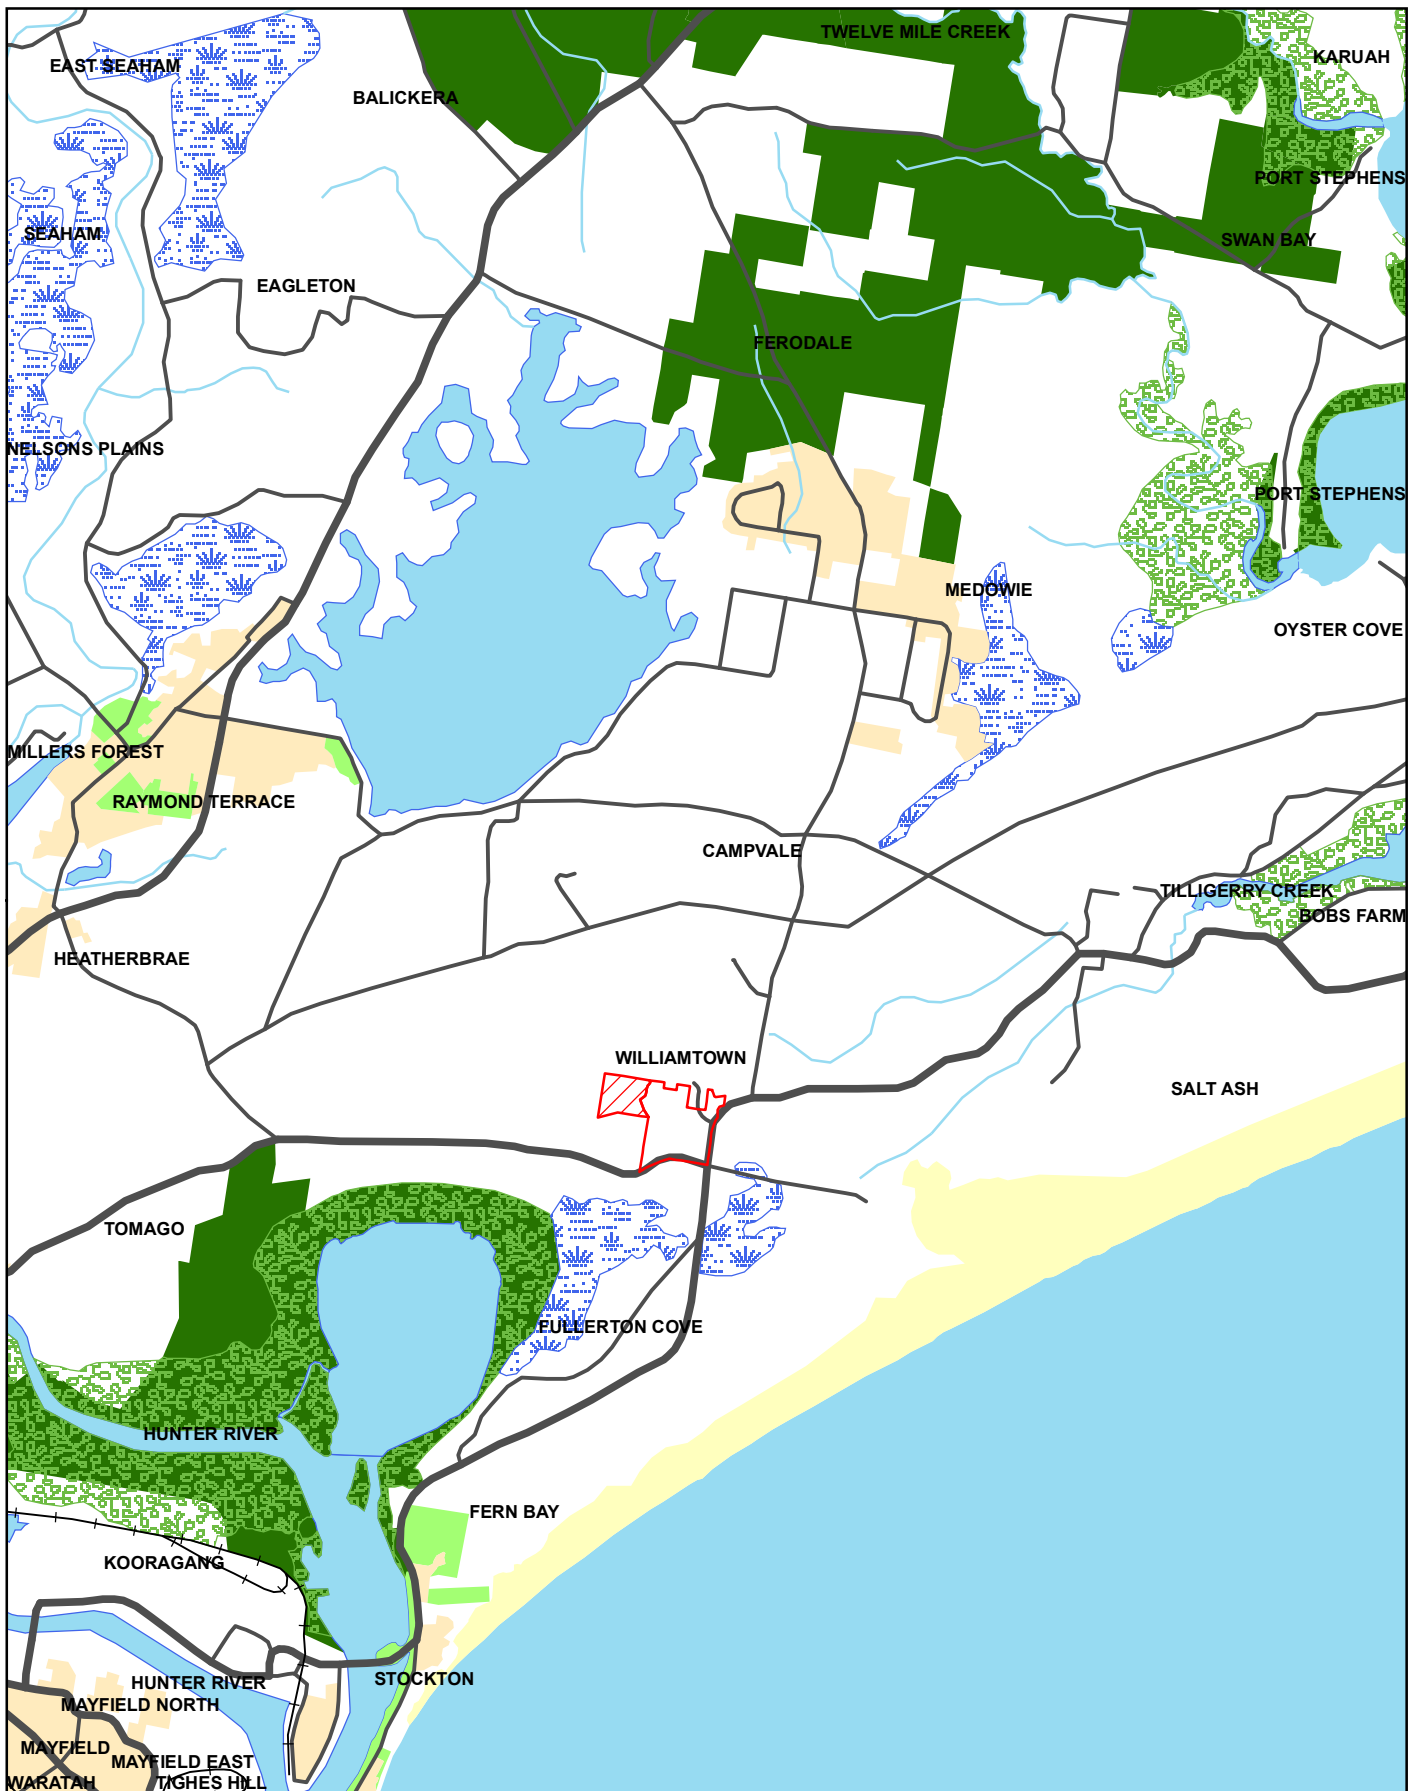 TWELVE MILE CREEK
KARUAH
EAST SEAHAM
BALICKERA
PORT STEPHENS
SEAHAM
SWAN BAY
EAGLETON
FERODALE
NELSONS PLAINS
PORT STEPHENS
MEDOWIE
OYSTER COVE
MILLERS FOREST
RAYMOND TERRACE
CAMPVALE
TILLIGERRY CREEK
BOBS FARM
HEATHERBRAE
WILLIAMTOWN
SALT ASH
TOMAGO
FULLERTON COVE
HUNTER RIVER
FERN BAY
KOORAGANG
STOCKTON
HUNTER RIVER
MAYFIELD NORTH
MAYFIELD
MAYFIELD EAST
WARATAH
TIGHES HILL